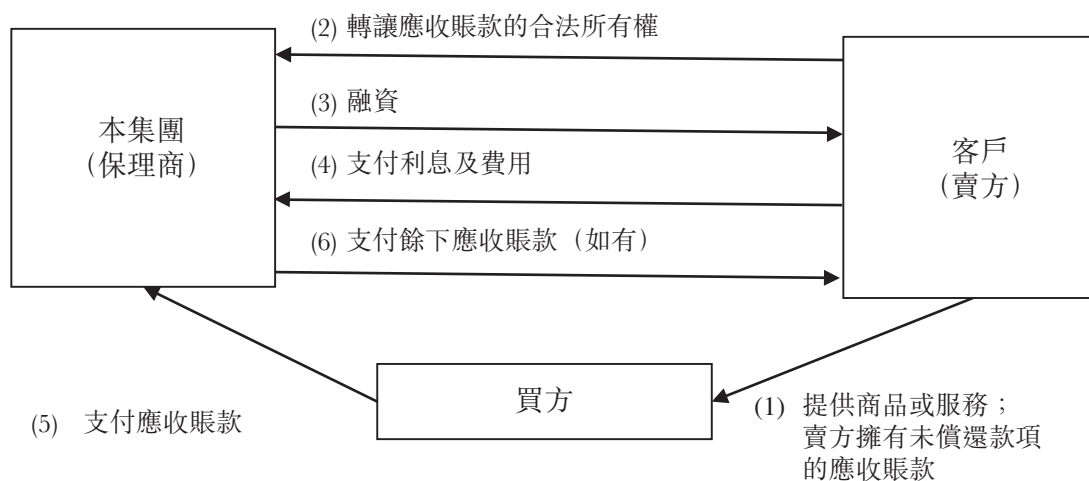 (2) 轉讓應收賬款的合法所有權
(3) 融資
本集團
(保理商)
客戶
(賣方)
(4) 支付利息及費用
(6) 支付餘下應收賬款（如有）
買方
(5) 支付應收賬款
(1) 提供商品或服務；
賣方擁有未償還款項
的應收賬款